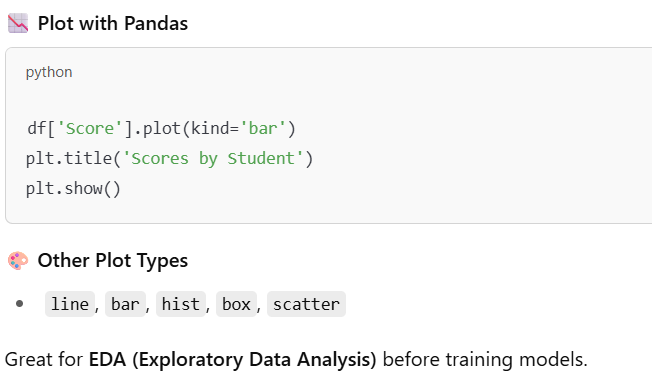 Plot with Pandas
python
df['Score'].plot(kind='bar')
plt.title('Scores by Student')
plt.show()
Other Plot Types
line, bar, hist, box, scatter
Great for EDA (Exploratory Data Analysis) before training models.